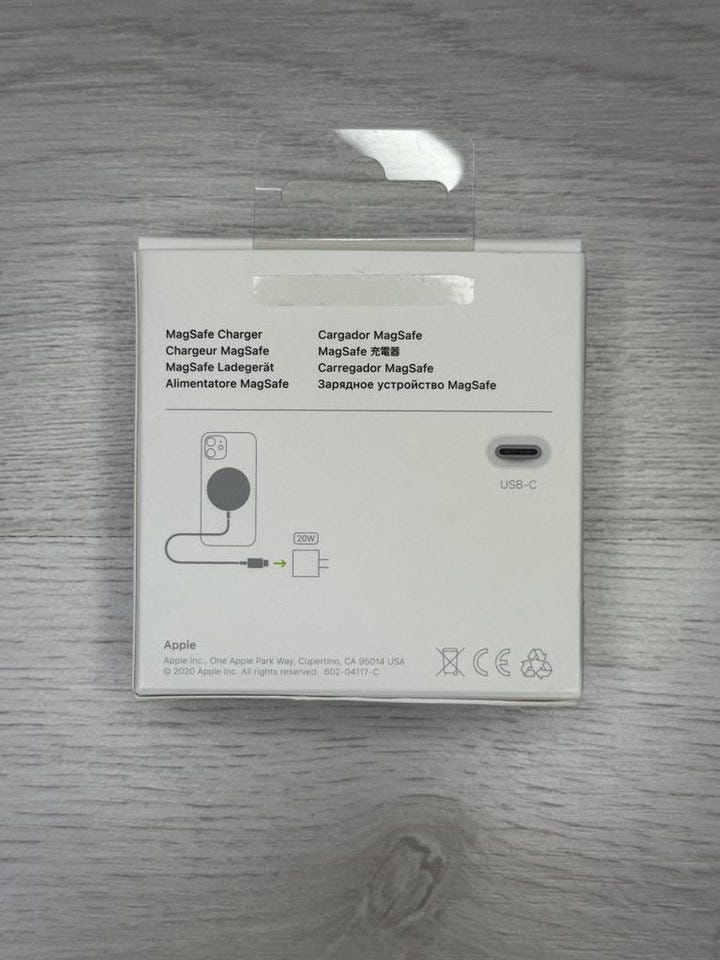 MagSafe Charger
Chargeur MagSafe
MagSafe Ladegerät
Alimentatore MagSafe
Cargador MagSafe
MagSafe 充電器
Carregador MagSafe
Зарядное устройство MagSafe
USB-C
20W
Apple
Apple Inc., One Apple Park Way, Cupertino, CA 95014 USA
© 2020 Apple Inc. All rights reserved. 602-04117-C
CE